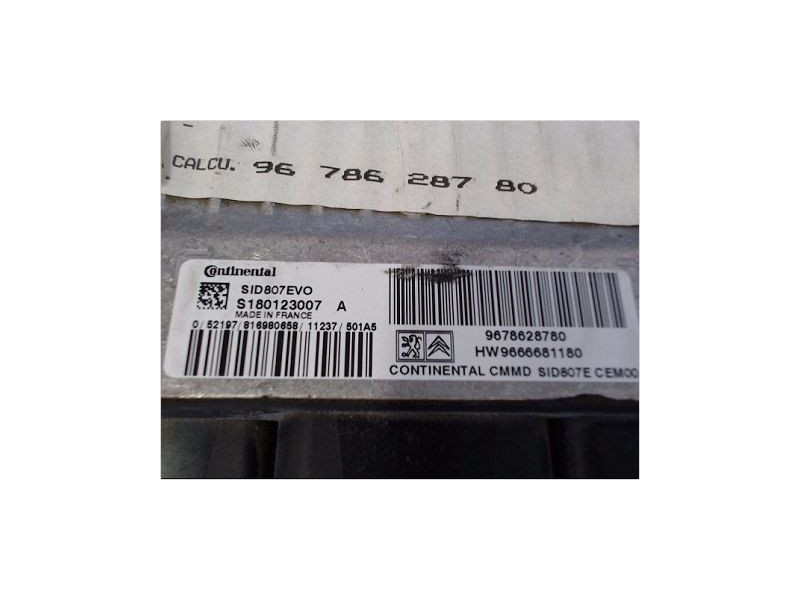 CALCU. 96 786 287 80
Continental
SID807EVO
S180123007 A
MADE IN FRANCE
0/52197/816980658/11237/501A5
9678628780
HW9666681180
CONTINENTAL CMMD SID807E CEM00